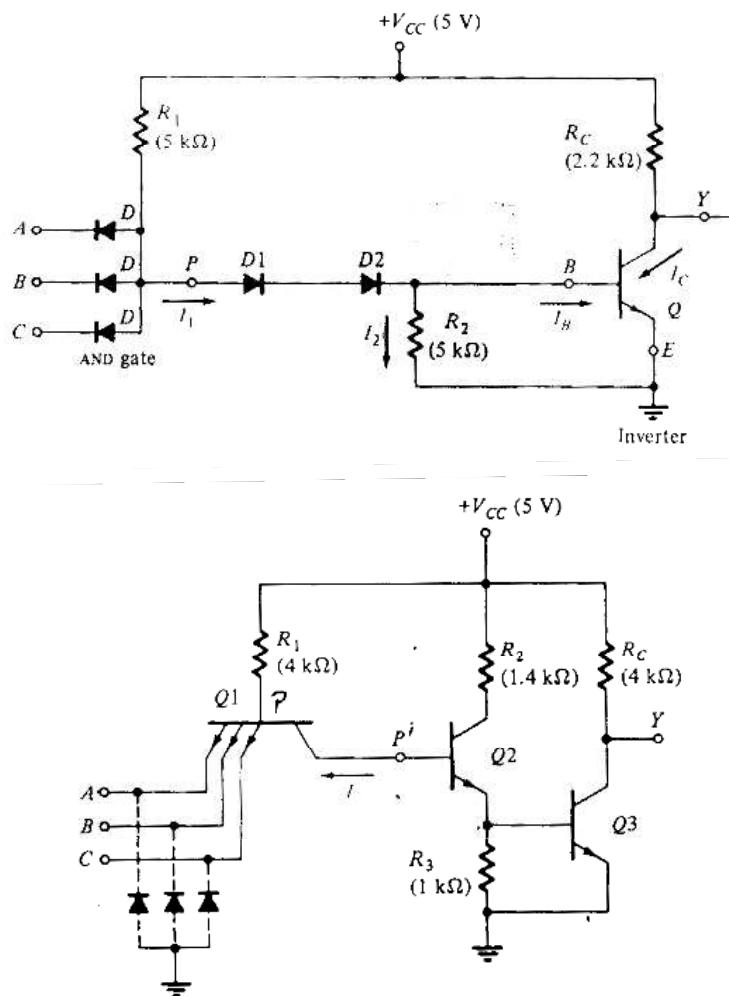 +V_CC (5 V)
R_1
(5 kΩ)
R_C
(2.2 kΩ)
Y
D
A
P D1 D2 B
D
B
I_C
I_1
I_B
Q
D
C
I_2
R_2
(5 kΩ)
E
AND gate
Inverter
+V_CC (5 V)
R_1
(4 kΩ)
R_2
(1.4 kΩ)
R_C
(4 kΩ)
Q1 P
Y
P'
Q2
I
A
B
Q3
C
R_3
(1 kΩ)